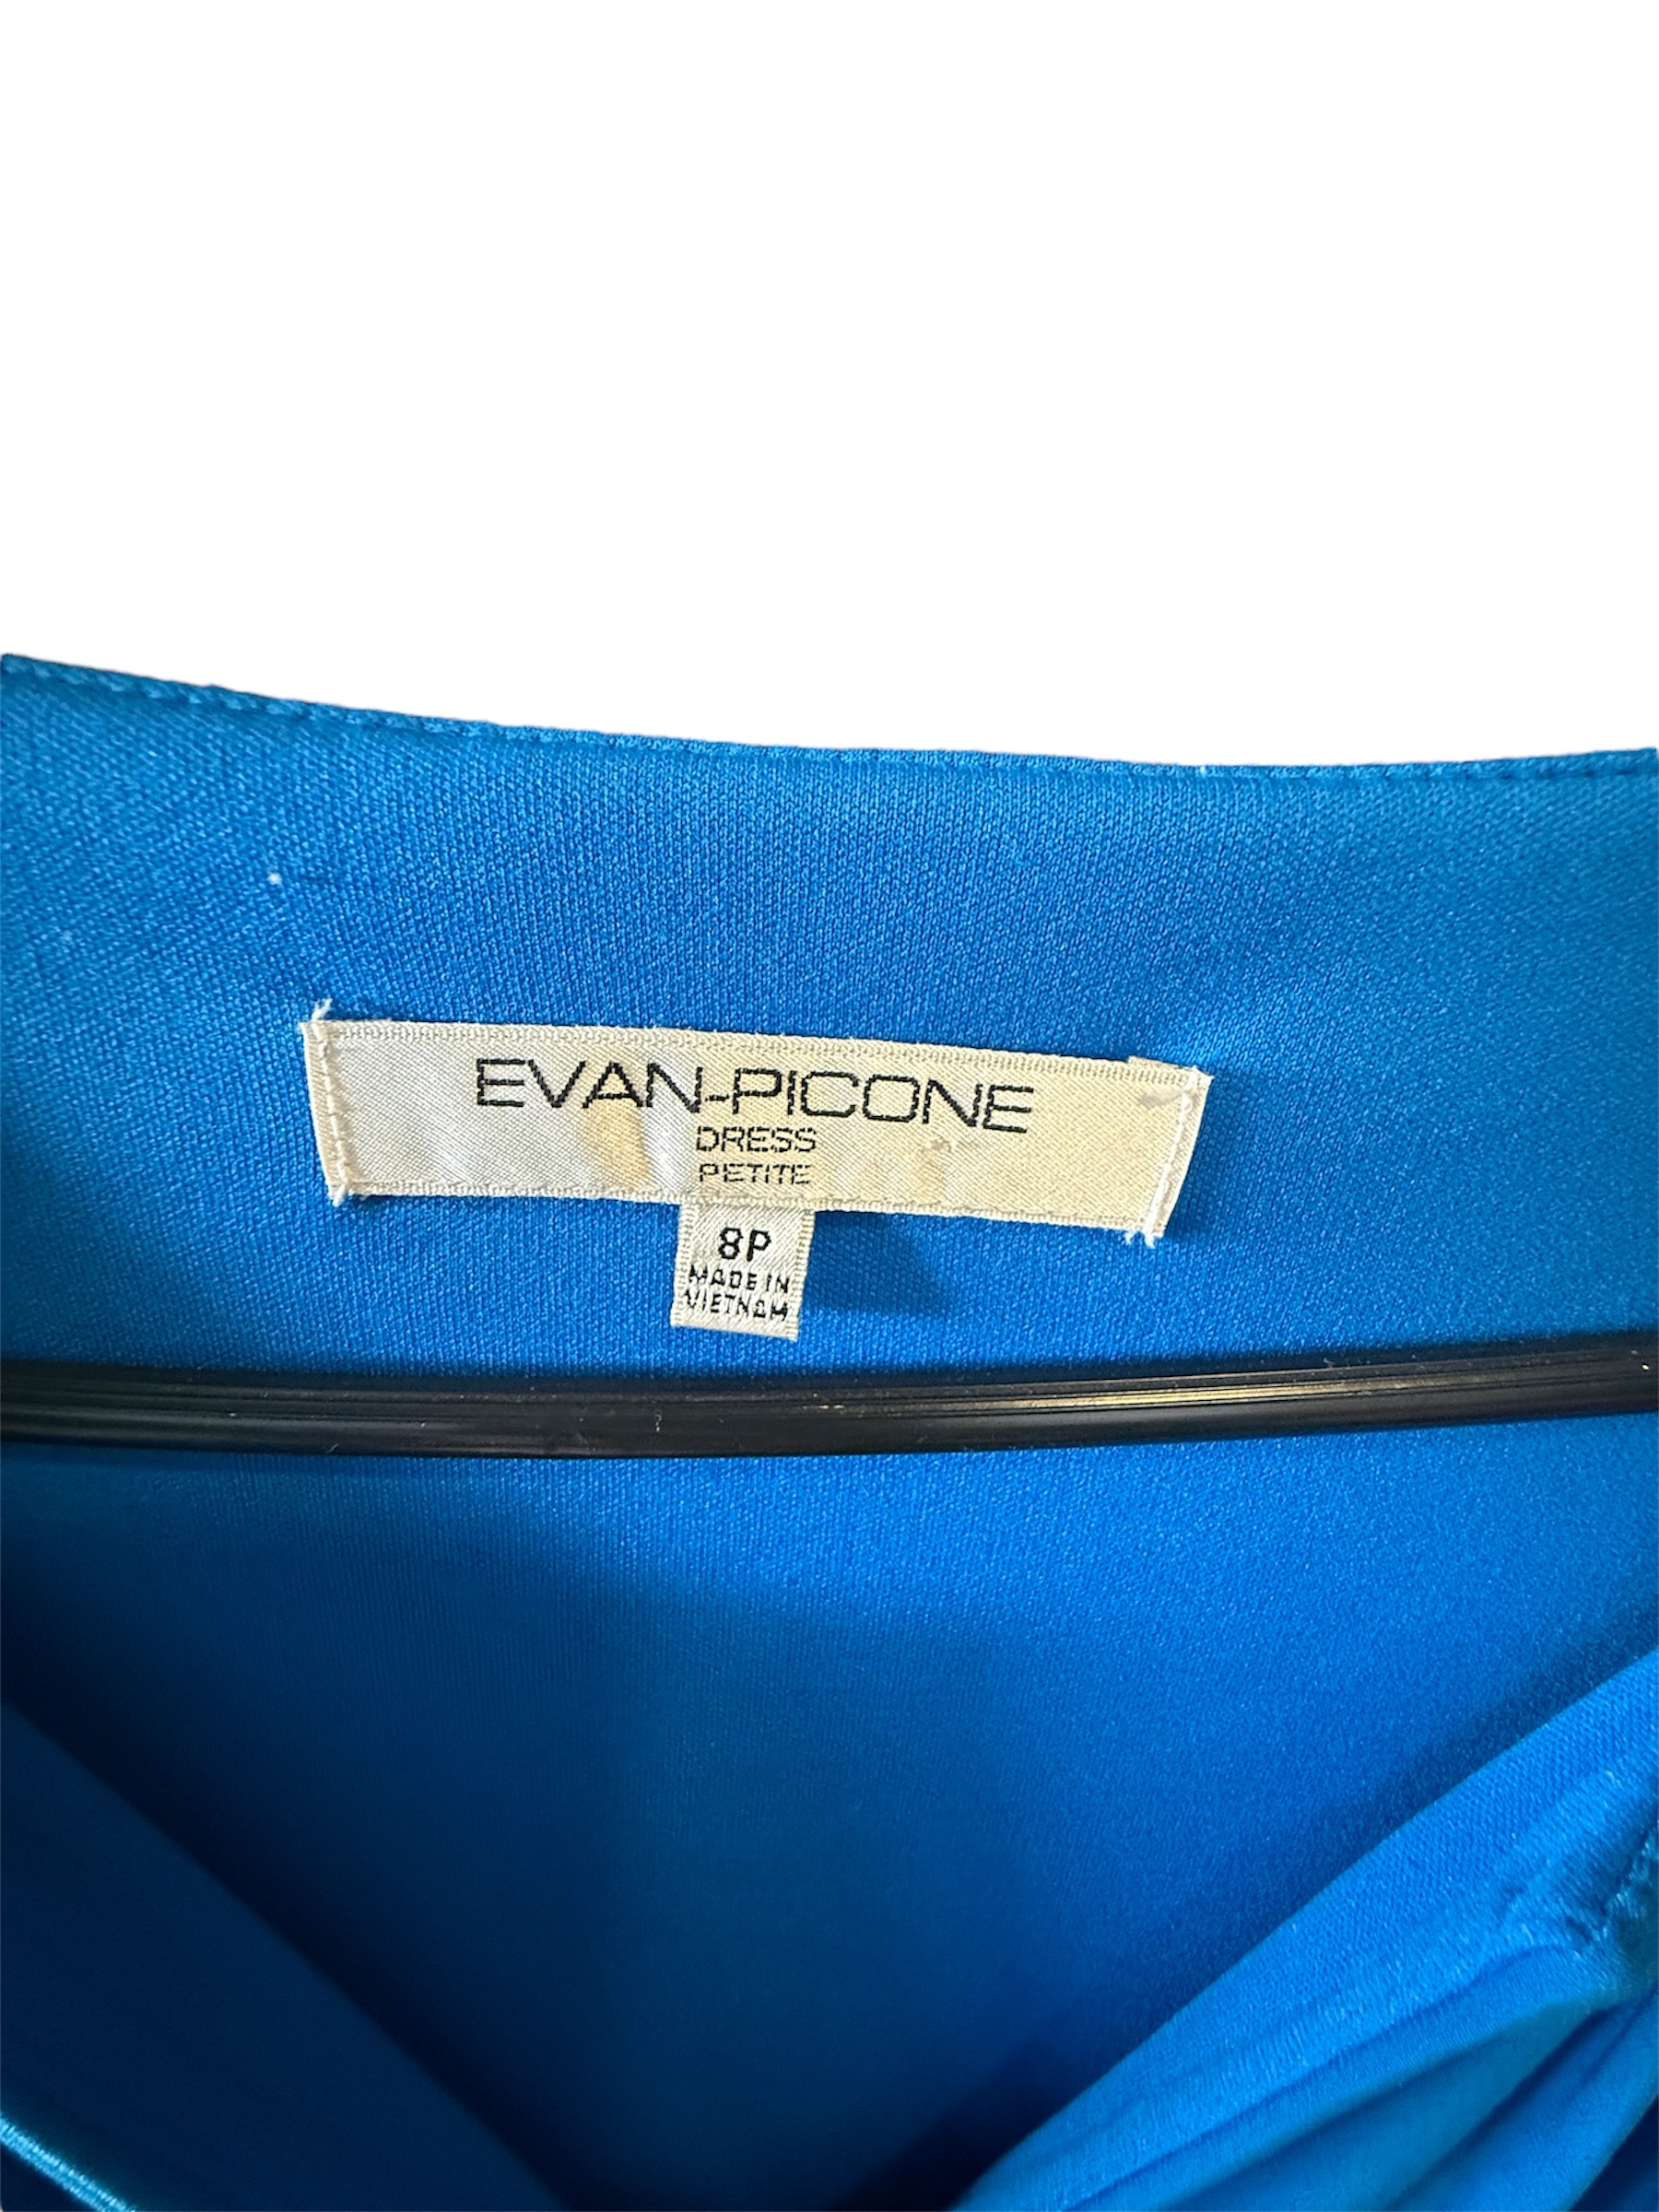 EVAN-PICONE
DRESS
PETITE
8P
MADE IN
VIETNAM